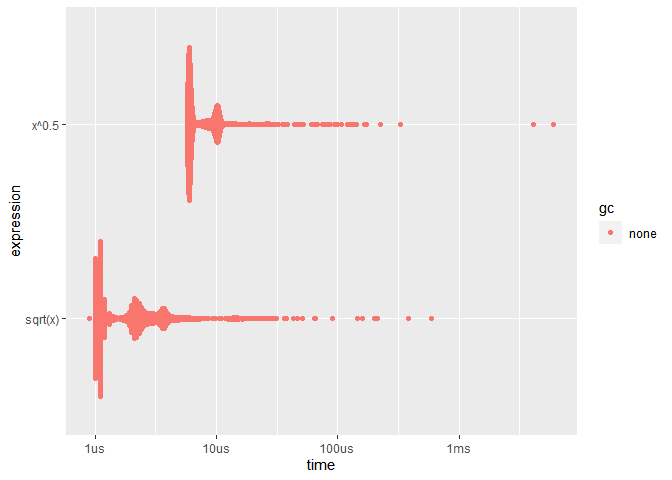 x^0.5
sqrt(x)
expression
1us
10us
100us
1ms
time
gc
none